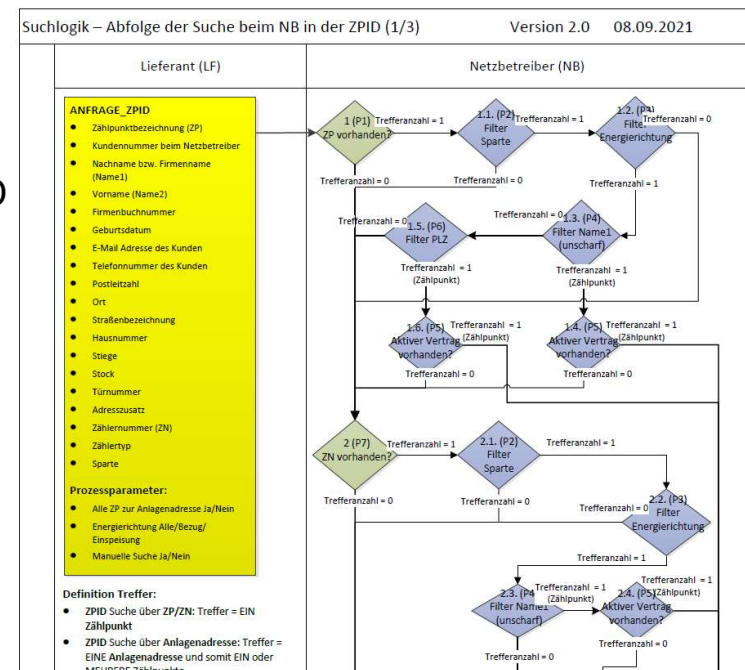 Suchlogik – Abfolge der Suche beim NB in der ZPID (1/3) Version 2.0 08.09.2021
Lieferant (LF)
Netzbetreiber (NB)
ANFRAGE_ZPID
• Zählpunktbezeichnung (ZP)
• Kundennummer beim Netzbetreiber
• Nachname bzw. Firmenname
(Name1)
• Vorname (Name2)
• Firmenbuchnummer
• Geburtsdatum
• E-Mail Adresse des Kunden
• Telefonnummer des Kunden
• Postleitzahl
• Ort
• Straßenbezeichnung
• Hausnummer
• Stiege
• Stock
• Türnummer
• Adresszusatz
• Zählernummer (ZN)
• Zählertyp
• Sparte
Prozessparameter:
• Alle ZP zur Anlagenadresse Ja/Nein
• Energierichtung Alle/Bezug/
Einspeisung
• Manuelle Suche Ja/Nein
Definition Treffer:
• ZPID Suche über ZP/ZN: Treffer = EIN
Zählpunkt
• ZPID Suche über Anlagenadresse: Treffer =
EINE Anlagenadresse und somit EIN oder
MEHRERE Zählpunkte
1 (P1)
ZP vorhanden?
Trefferanzahl = 1
1.1. (P2)
Filter
Sparte
Trefferanzahl = 1
1.2. (P3)
Filter
Energierichtung
Trefferanzahl = 0
Trefferanzahl = 0
Trefferanzahl = 0
Trefferanzahl = 1
Trefferanzahl = 0
1.5. (P6)
Filter PLZ
Trefferanzahl = 0
1.3. (P4)
Filter Name1
(unscharf)
Trefferanzahl = 1
(Zählpunkt)
Trefferanzahl = 1
(Zählpunkt)
1.6. (P5)
Aktiver Vertrag
vorhanden?
Trefferanzahl = 1
(Zählpunkt)
1.4. (P5)
Aktiver Vertrag
vorhanden?
Trefferanzahl = 1
(Zählpunkt)
Trefferanzahl = 0
Trefferanzahl = 0
2 (P7)
ZN vorhanden?
Trefferanzahl = 1
2.1. (P2)
Filter
Sparte
Trefferanzahl = 1
Trefferanzahl = 0
Trefferanzahl = 0
Trefferanzahl = 0
2.2. (P3)
Filter
Energierichtung
Trefferanzahl = 1
2.3. (P4
Filter Name1
(unscharf)
Trefferanzahl = 1
(Zählpunkt)
2.4. (P5)
Aktiver Vertrag
vorhanden?
Trefferanzahl = 1
(Zählpunkt)
Trefferanzahl = 0
Trefferanzahl = 0